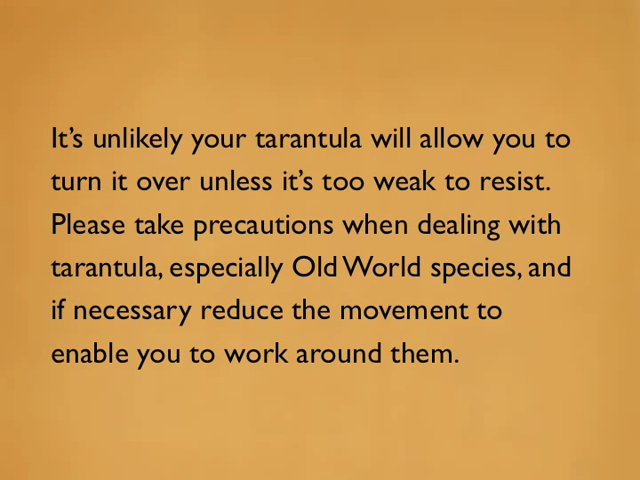 It's unlikely your tarantula will allow you to
turn it over unless it's too weak to resist.
Please take precautions when dealing with
tarantula, especially Old World species, and
if necessary reduce the movement to
enable you to work around them.